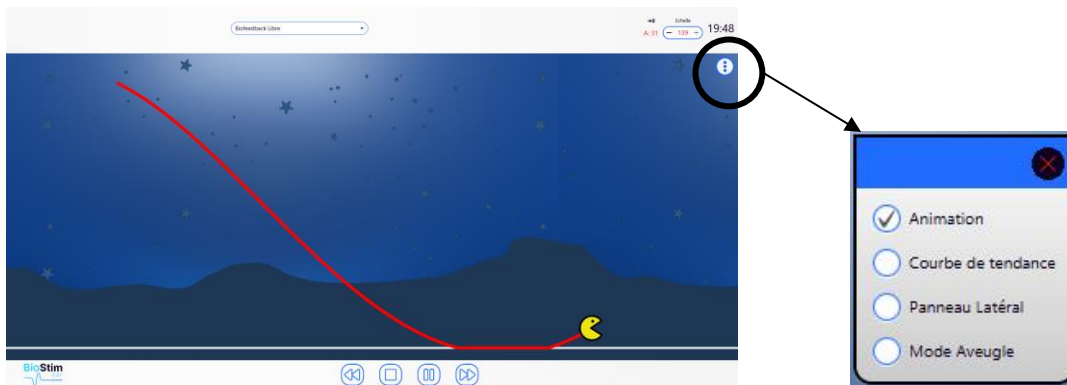 Biofeedback Libre
Echelle
A: 31 − 139 + 19:48
BioStim
Animation
Courbe de tendance
Panneau Latéral
Mode Aveugle